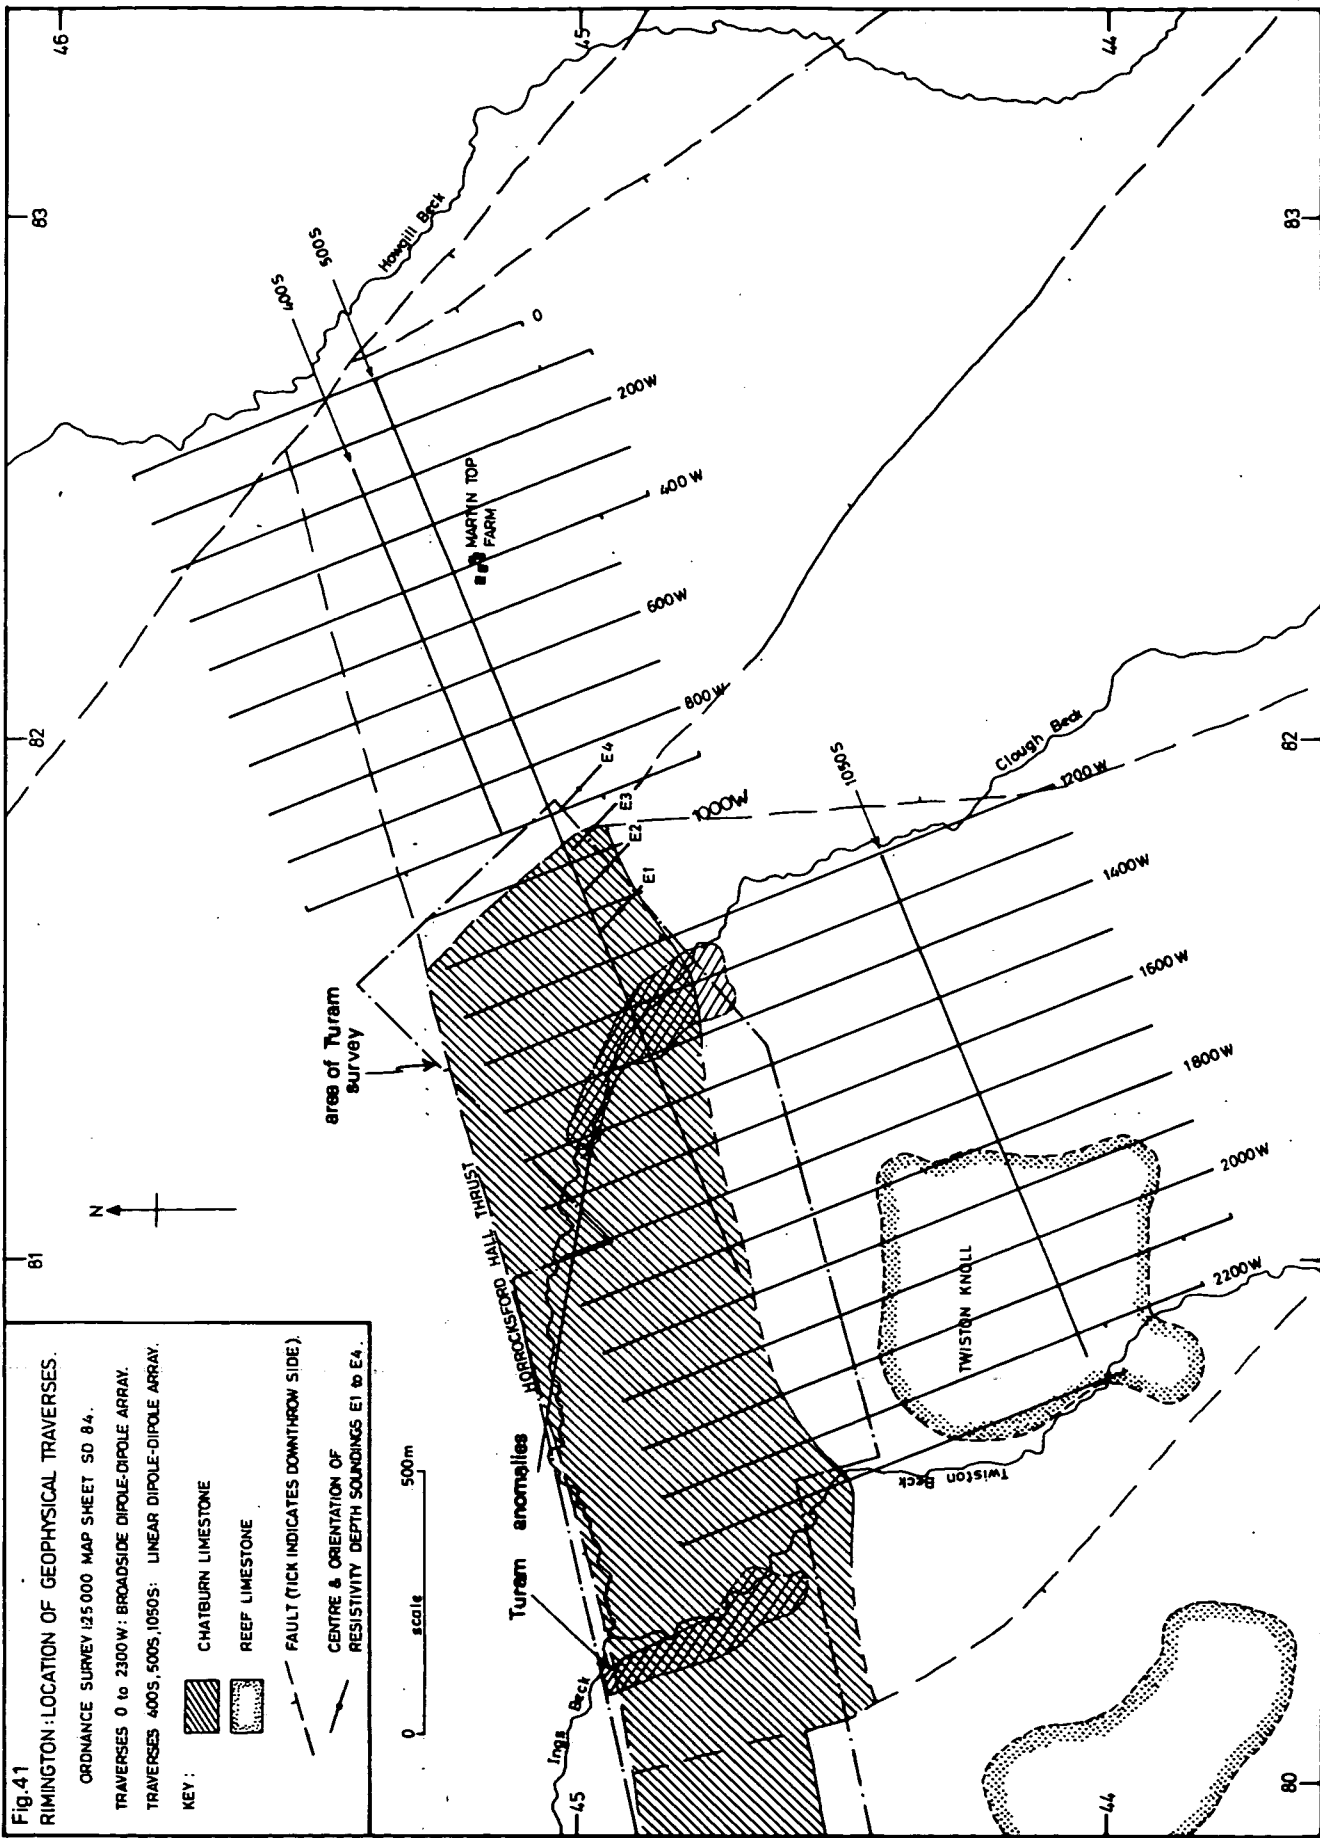 Fig.41
RIMINGTON: LOCATION OF GEOPHYSICAL TRAVERSES.
ORDNANCE SURVEY 1:25000 MAP SHEET SD 84.
TRAVERSES 0 to 2300W: BROADSIDE DIPOLE-DIPOLE ARRAY.
TRAVERSES 400S, 500S, 1050S: LINEAR DIPOLE-DIPOLE ARRAY.
KEY:
CHATBURN LIMESTONE
REEF LIMESTONE
FAULT (TICK INDICATES DOWNTHROW SIDE).
CENTRE & ORIENTATION OF
RESISTIVITY DEPTH SOUNDINGS E1 to E4.
0
500m
scale
N
81
82
83
46
45
44
83
82
80
44
45
Howgill Beck
400S
500S
0
200W
400W
600W
800W
1000W
1200W
1400W
1600W
1800W
2000W
2200W
MARTIN TOP
FARM
E4
E3
E2
E1
1050S
Clough Beck
area of Turam
survey
HORROCKSFORD HALL THRUST
Turam anomalies
Ings Beck
Twiston Beck
TWISTON KNOLL